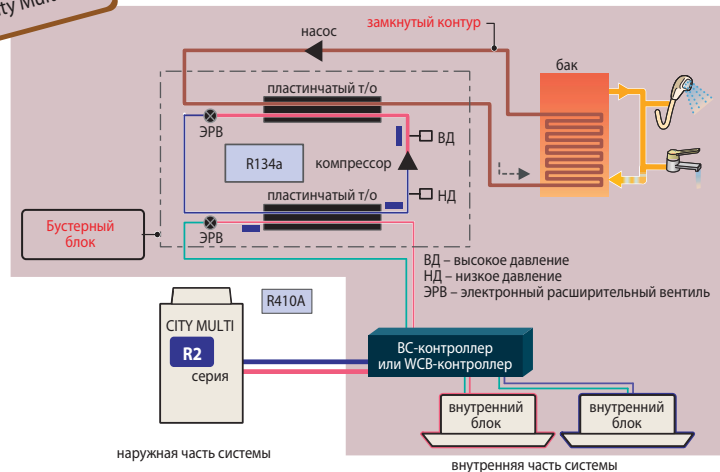 City Mult
насос
замкнутый контур
бак
пластинчатый т/о
ЭРВ
ВД
R134a
компрессор
пластинчатый т/о
НД
Бустерный
блок
ЭРВ
ВД – высокое давление
НД – низкое давление
ЭРВ – электронный расширительный вентиль
R410A
CITY MULTI
R2
серия
BC-контроллер
или WCB-контроллер
внутренний
блок
внутренний
блок
наружная часть системы
внутренняя часть системы